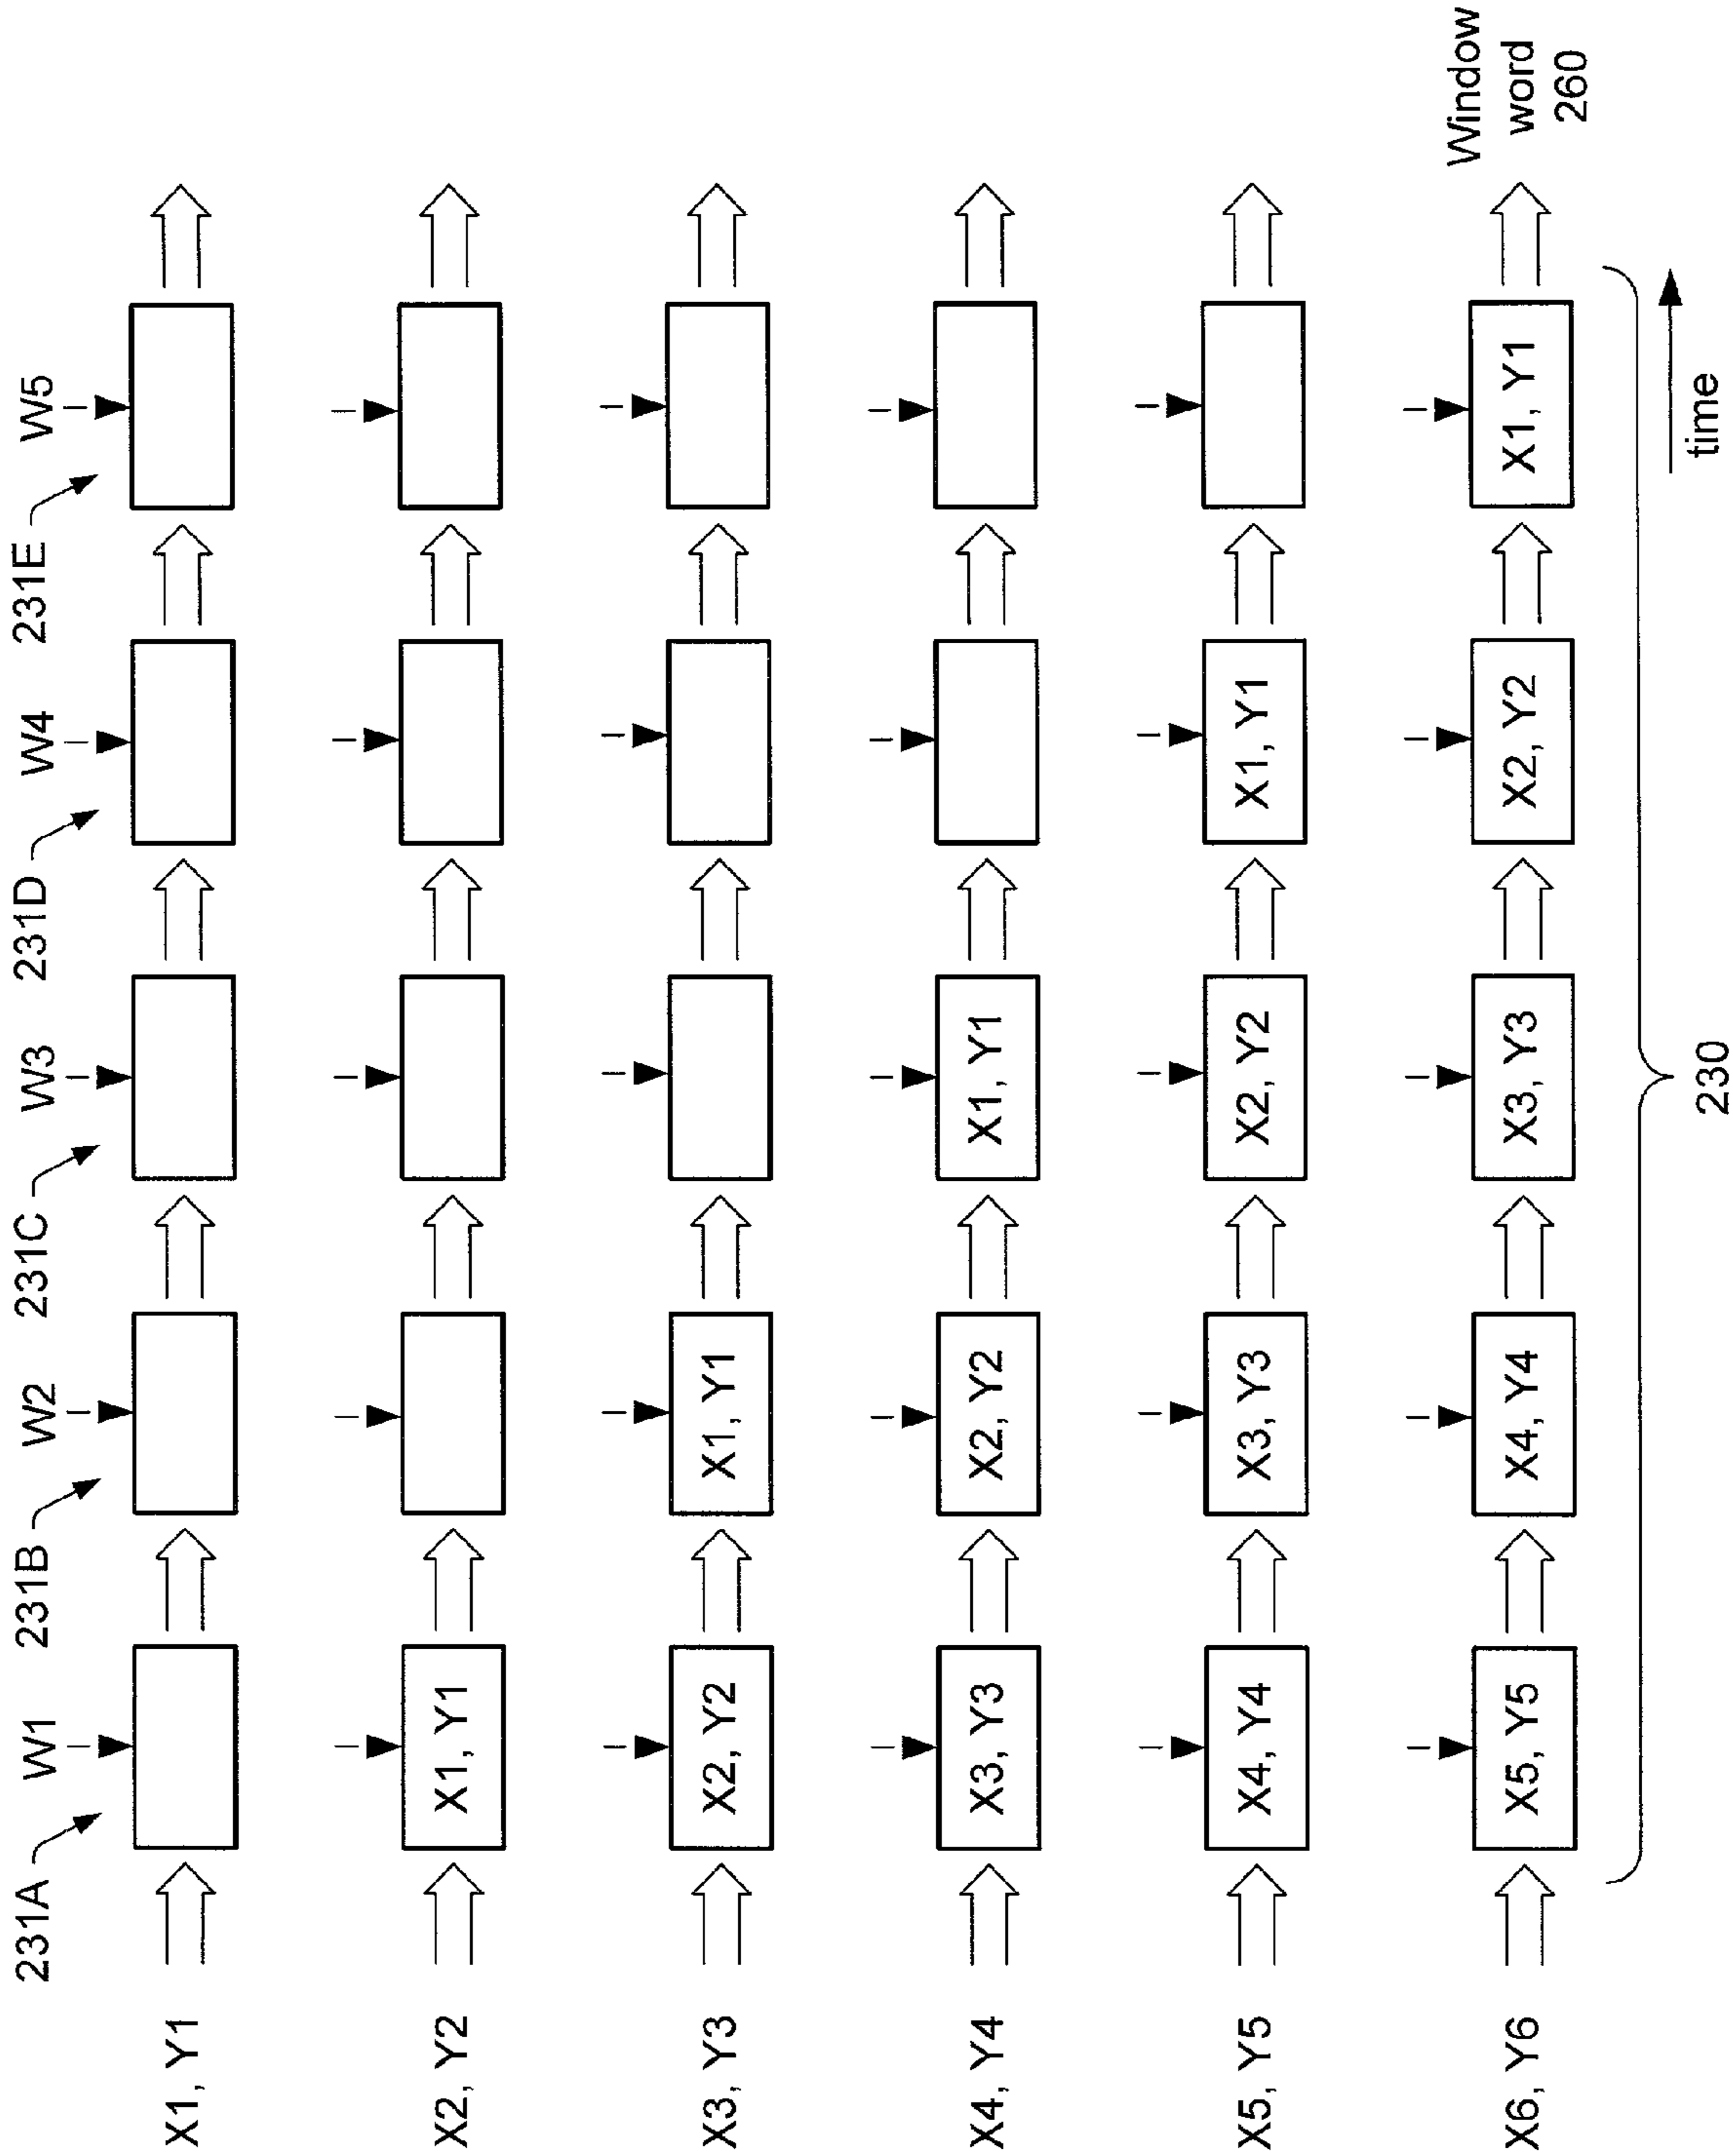 231A W1 231B W2 231C W3 231D W4 231E W5
X1, Y1
X2, Y2 X1, Y1
X3, Y3 X2, Y2 X1, Y1
X4, Y4 X3, Y3 X2, Y2 X1, Y1
X5, Y5 X4, Y4 X3, Y3 X2, Y2 X1, Y1
Window
word
260
X6, Y6 X5, Y5 X4, Y4 X3, Y3 X2, Y2 X1, Y1
time
230